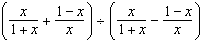 (x/(1+x) + (1−x)/x) ÷ (x/(1+x) − (1−x)/x)